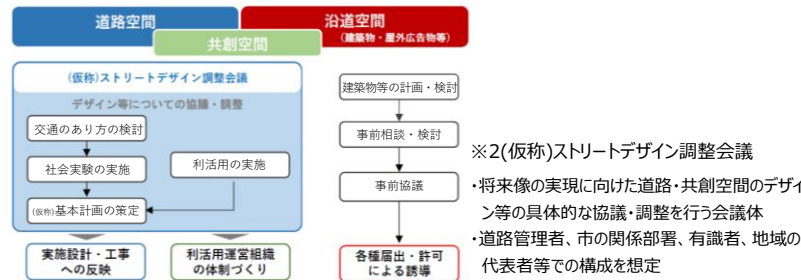 道路空間
沿道空間
(建築物・屋外広告物等)
共創空間
(仮称)ストリートデザイン調整会議
デザイン等についての協議・調整
交通のあり方の検討
社会実験の実施
利活用の実施
(仮称)基本計画の策定
実施設計・工事
への反映
利活用運営組織
の体制づくり
建築物等の計画・検討
事前相談・検討
事前協議
各種届出・許可
による誘導
※2(仮称)ストリートデザイン調整会議
・将来像の実現に向けた道路・共創空間のデザイ
ン等の具体的な協議・調整を行う会議体
・道路管理者、市の関係部署、有識者、地域の
代表者等での構成を想定